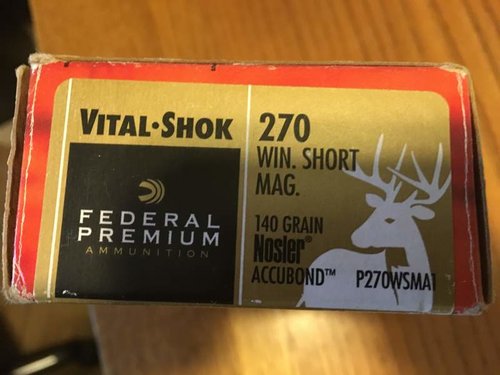 VITAL•SHOK
FEDERAL
PREMIUM
AMMUNITION
270
WIN. SHORT
MAG.
140 GRAIN
Nosler®
ACCUBOND™ P270WSMA1